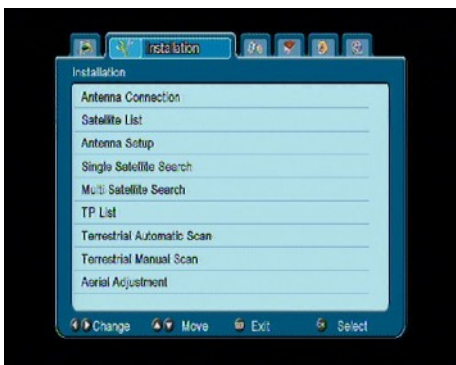 Installation
Installation
Antenna Connection
Satellite List
Antenna Setup
Single Satellite Search
Multi Satellite Search
TP List
Terrestrial Automatic Scan
Terrestrial Manual Scan
Aerial Adjustment
Change Move Exit Select